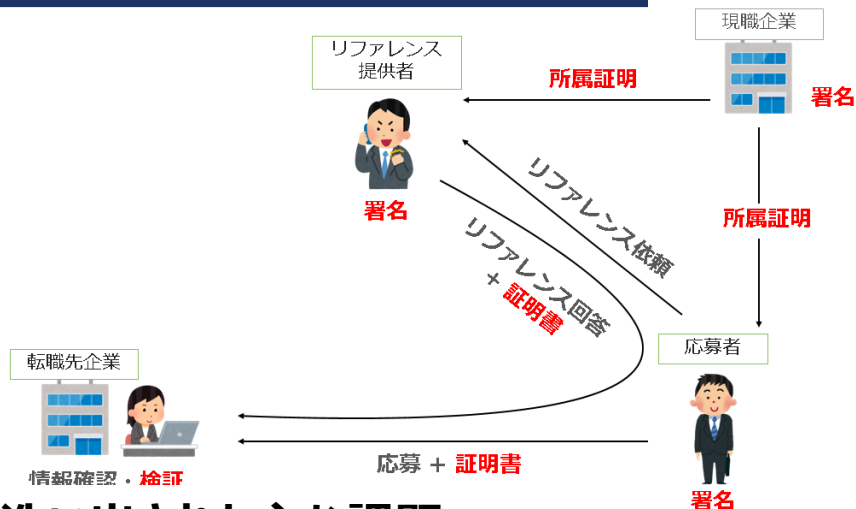 現職企業
リファレンス
提供者
所属証明
署名
署名
リファレンス依頼
所属証明
リファレンス回答
+ 証明書
応募者
転職先企業
応募 + 証明書
情報確認・検証
署名